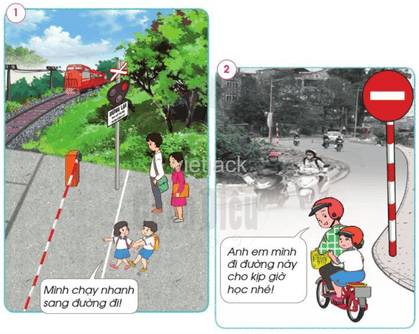 1
Mình chạy nhanh
sang đường đi!
2
vietjack
Anh em mình
đi đường này
cho kịp giờ
học nhé!